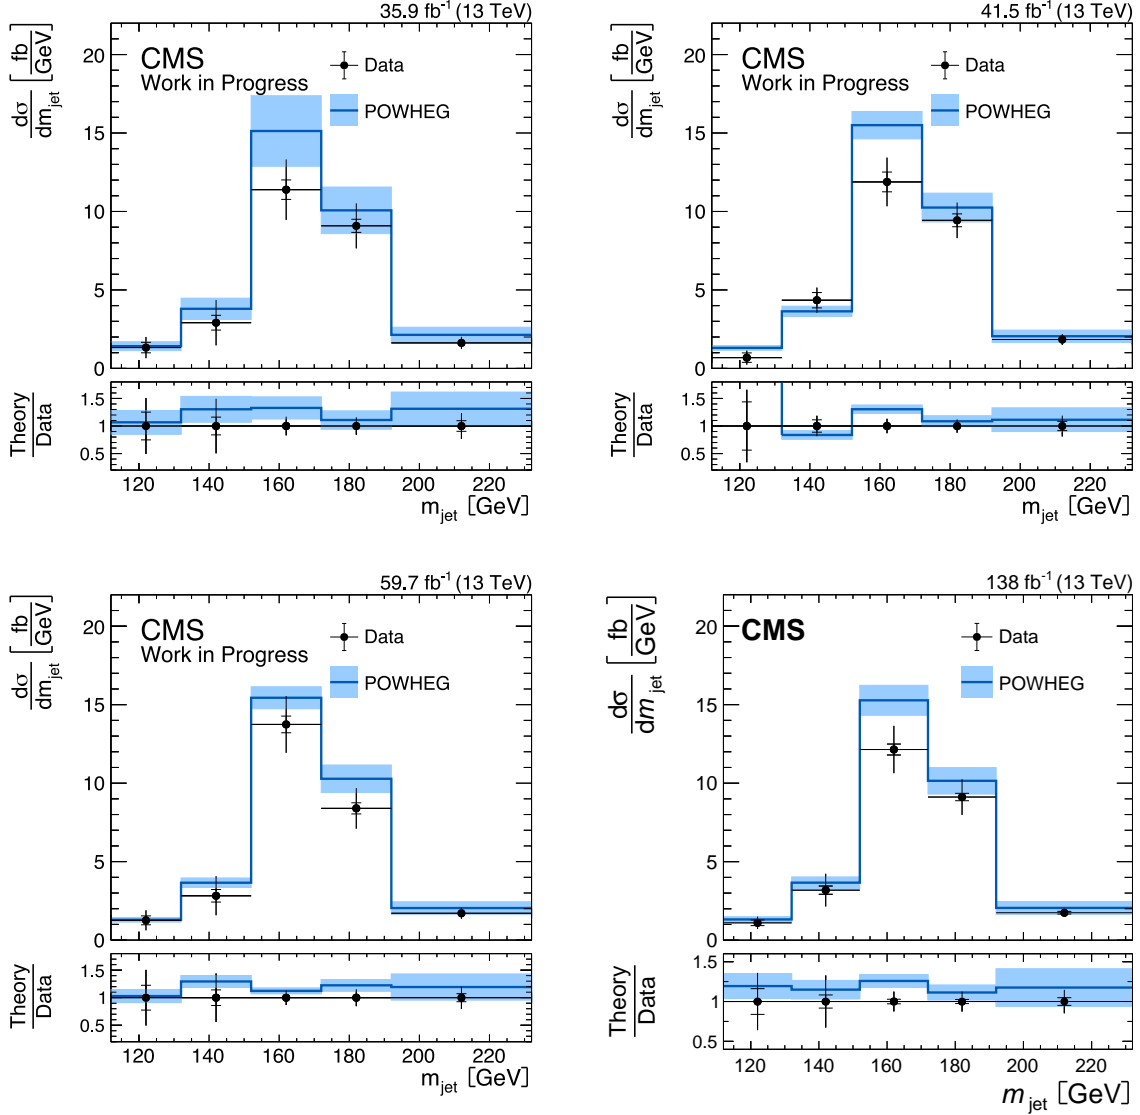 35.9 fb⁻¹ (13 TeV)
dσ/dm_jet [fb/GeV]
CMS
Work in Progress
Data
POWHEG
20
15
10
5
0
Theory/Data
1.5
1
0.5
120 140 160 180 200 220
m_jet [GeV]
41.5 fb⁻¹ (13 TeV)
dσ/dm_jet [fb/GeV]
CMS
Work in Progress
Data
POWHEG
20
15
10
5
0
Theory/Data
1.5
1
0.5
120 140 160 180 200 220
m_jet [GeV]
59.7 fb⁻¹ (13 TeV)
dσ/dm_jet [fb/GeV]
CMS
Work in Progress
Data
POWHEG
20
15
10
5
0
Theory/Data
1.5
1
0.5
120 140 160 180 200 220
m_jet [GeV]
138 fb⁻¹ (13 TeV)
dσ/dm_jet [fb/GeV]
CMS
Data
POWHEG
20
15
10
5
0
Theory/Data
1.5
1
0.5
120 140 160 180 200 220
m_jet [GeV]